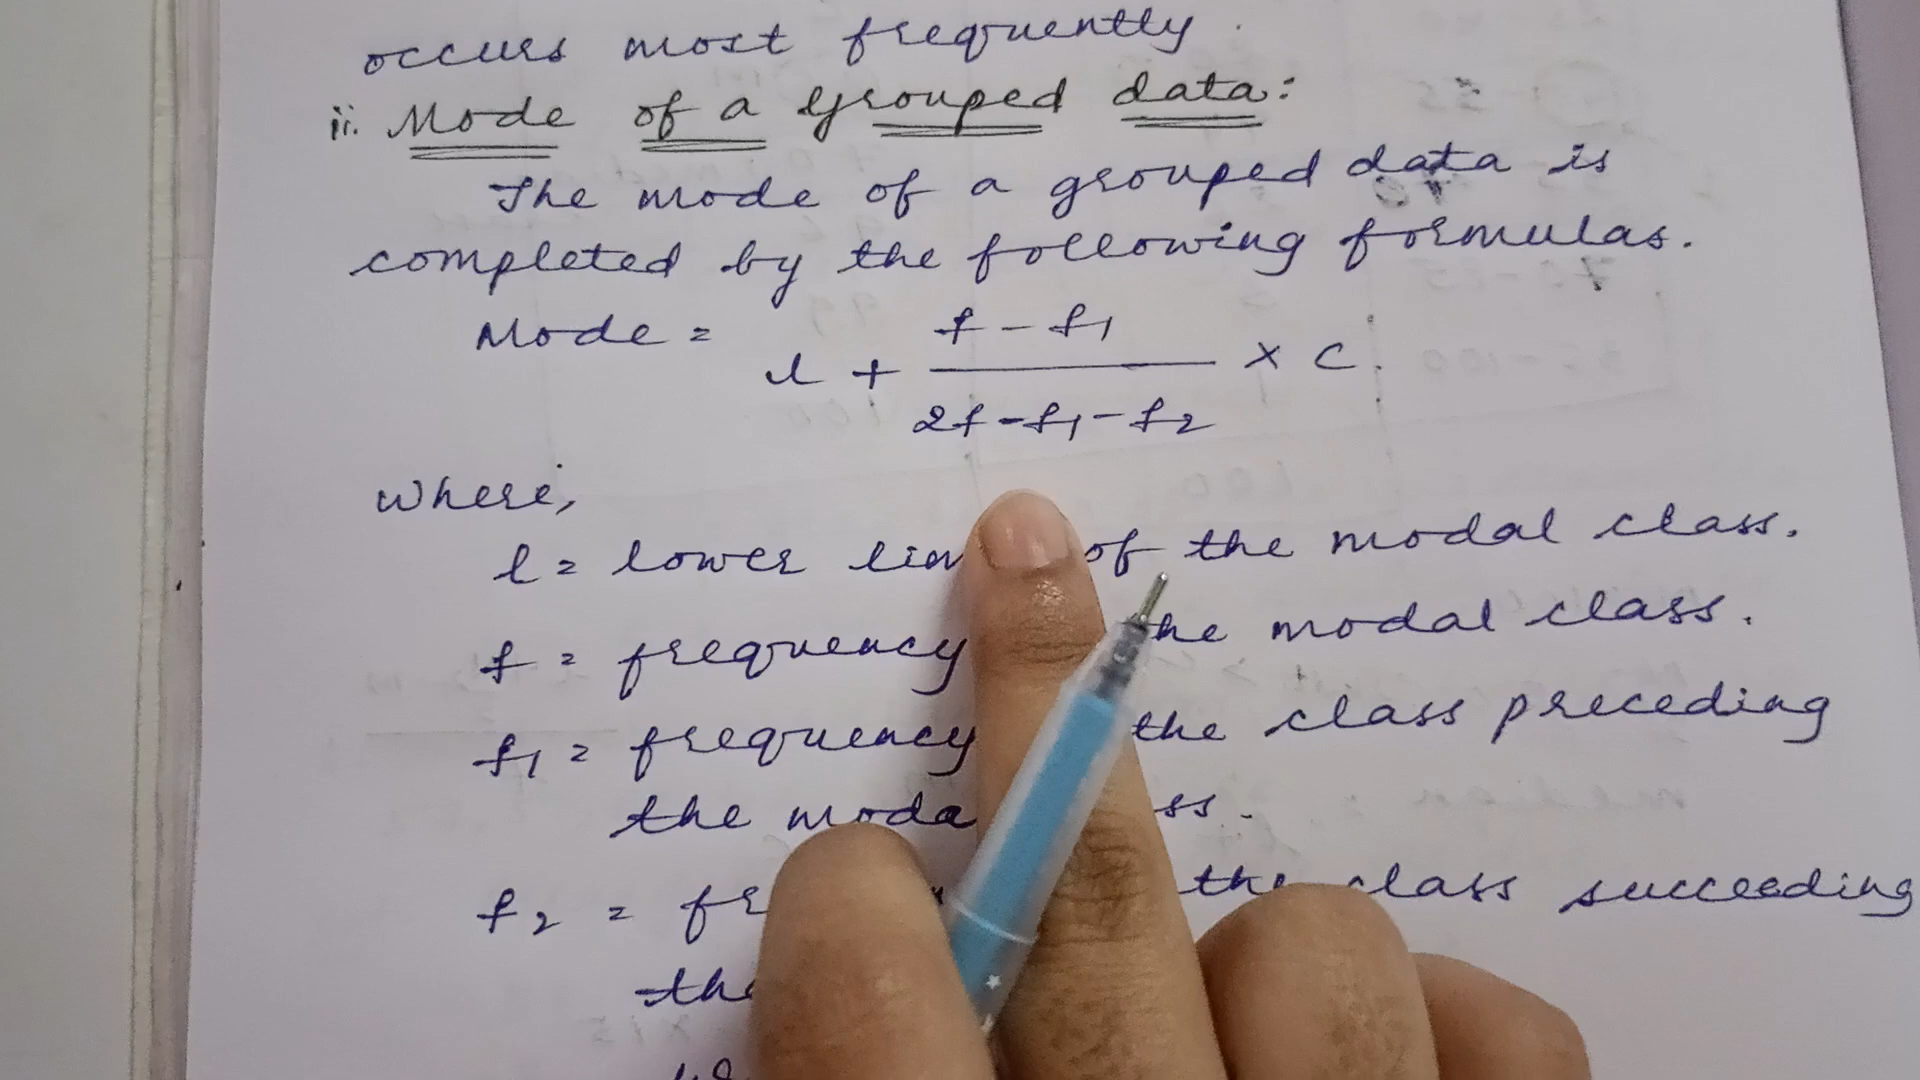 occurs most frequently.
ii. Mode of a Grouped data:
The mode of a grouped data is
completed by the following formulas.
Mode = l + f - f1 / 2f - f1 - f2 × c.
where,
l = lower of the modal class.
f = frequency the modal class.
f1 = frequency the class preceding
the
f2 = the class succeeding